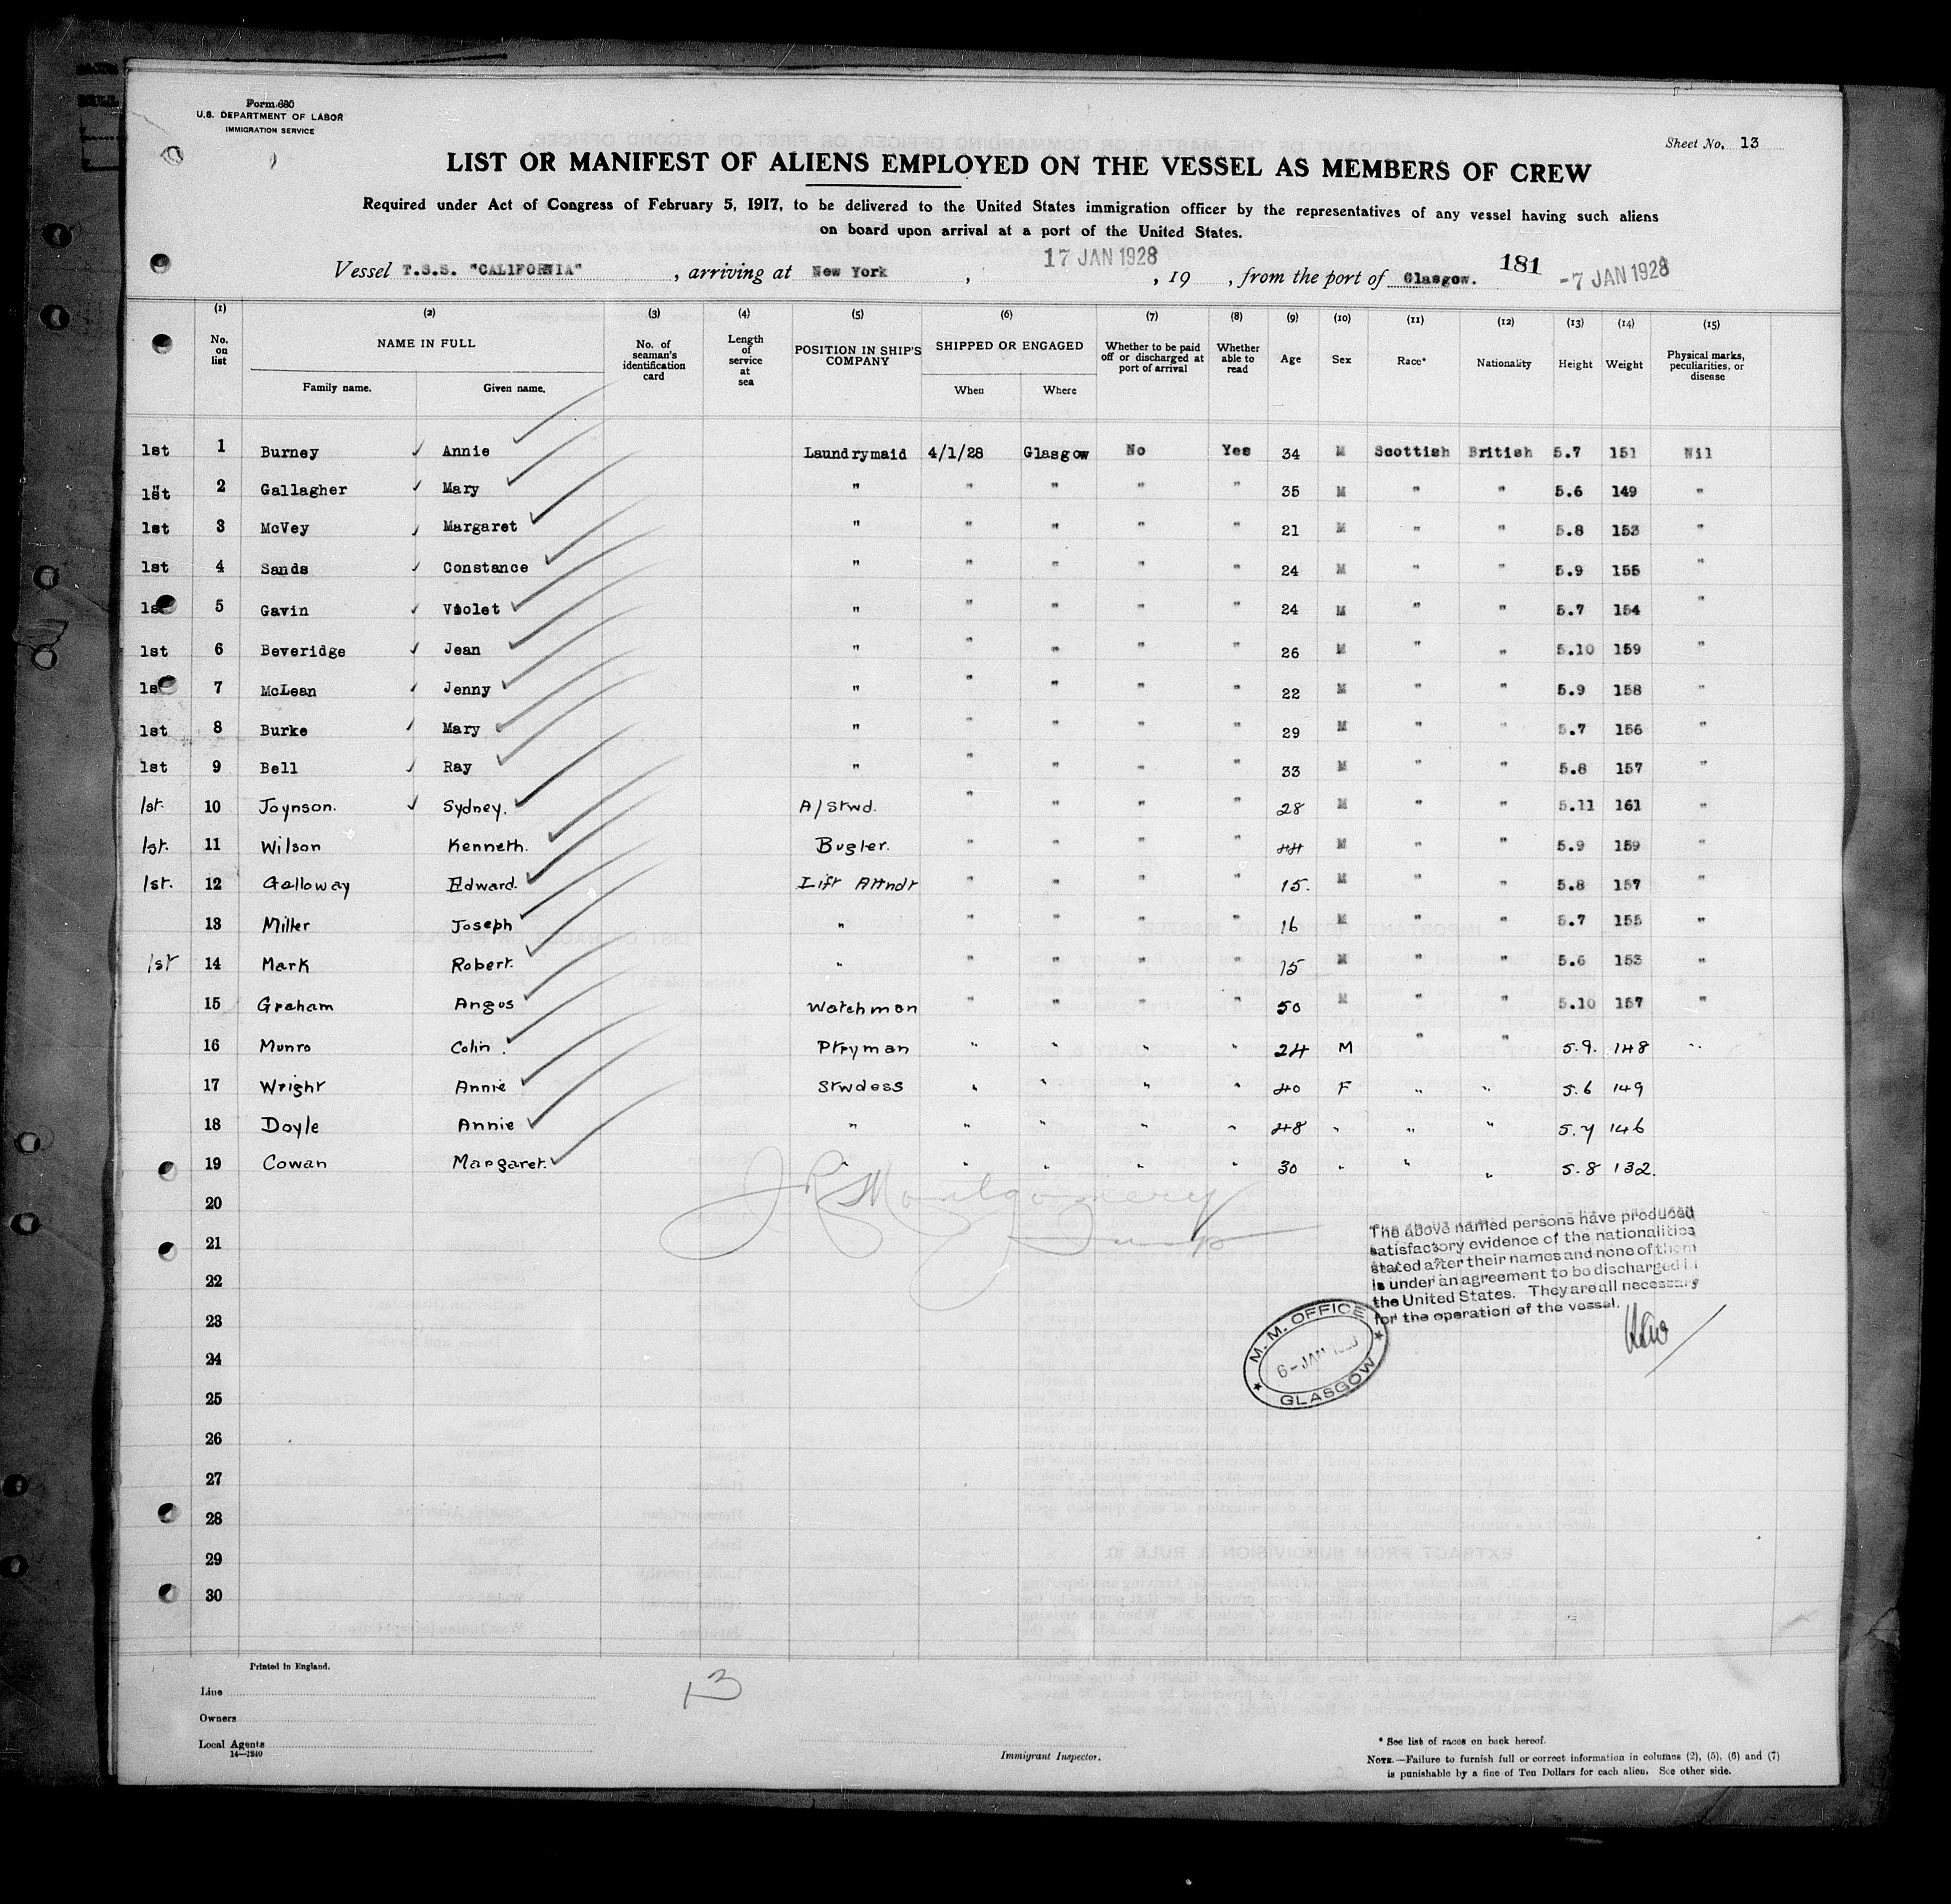 Form 680
U.S. DEPARTMENT OF LABOR
IMMIGRATION SERVICE
Sheet No. 13
LIST OR MANIFEST OF ALIENS EMPLOYED ON THE VESSEL AS MEMBERS OF CREW
Required under Act of Congress of February 5, 1917, to be delivered to the United States immigration officer by the representatives of any vessel having such aliens
on board upon arrival at a port of the United States.
Vessel T.S.S. "CALIFORNIA", arriving at New York, 17 JAN 1928, 19 , from the port of Glasgow. 181 -7 JAN 1928
(1) (2) (3) (4) (5) (6) (7) (8) (9) (10) (11) (12) (13) (14) (15)
No. on list NAME IN FULL No. of seaman's identification card Length of service at sea POSITION IN SHIP'S COMPANY SHIPPED OR ENGAGED Whether to be paid off or discharged at port of arrival Whether able to read Age Sex Race* Nationality Height Weight Physical marks, peculiarities, or disease
Family name. Given name. When Where
1st 1 Burney Annie Laundrymaid 4/1/28 Glasgow No Yes 34 M Scottish British 5.7 151 Nil
1st 2 Gallagher Mary " " " " " 35 M " " 5.6 149 "
1st 3 McVey Margaret " " " " " 21 M " " 5.8 153 "
1st 4 Sands Constance " " " " " 24 M " " 5.9 155 "
1st 5 Gavin Violet " " " " " 24 M " " 5.7 154 "
1st 6 Beveridge Jean " " " " " 26 M " " 5.10 159 "
1st 7 McLean Jenny " " " " " 22 M " " 5.9 158 "
1st 8 Burke Mary " " " " " 29 M " " 5.7 156 "
1st 9 Bell Ray " " " " " 33 M " " 5.8 157 "
1st. 10 Joynson. Sydney. A/Stwd. " " " " 28 M " " 5.11 161 "
1st. 11 Wilson Kenneth. Bugler. " " " " 44 M " " 5.9 159 "
1st. 12 Galloway Edward. Lift Attndt " " " " 15. M " " 5.8 157 "
13 Miller Joseph " " " " " 16 M " " 5.7 155 "
1st 14 Mark Robert. " " " " " 15 M " " 5.6 153 "
15 Graham Angus Watchman " " " " 50 M " " 5.10 157 "
16 Munro Colin. Ptryman " " " " 24 M " " 5.9. 148 "
17 Wright Annie Stwdess " " " " 40 F " " 5.6 149
18 Doyle Annie " " " " " 48 " " " 5.7 146
19 Cowan Margaret. " " " " " 30 " " " 5.8 132.
20
J R Montgomery
21
22
23
24
25
26
27
28
29
30
The above named persons have produced
satisfactory evidence of the nationalities
stated after their names and none of them
is under an agreement to be discharged in
the United States. They are all necessary
for the operation of the vessel.
M. M. OFFICE
6-JAN
GLASGOW
Printed in England.
Line
Owners
Local Agents
14—1240
13
Immigrant Inspector.
* See list of races on back hereof.
NOTE.—Failure to furnish full or correct information in columns (2), (5), (6) and (7)
is punishable by a fine of Ten Dollars for each alien. See other side.